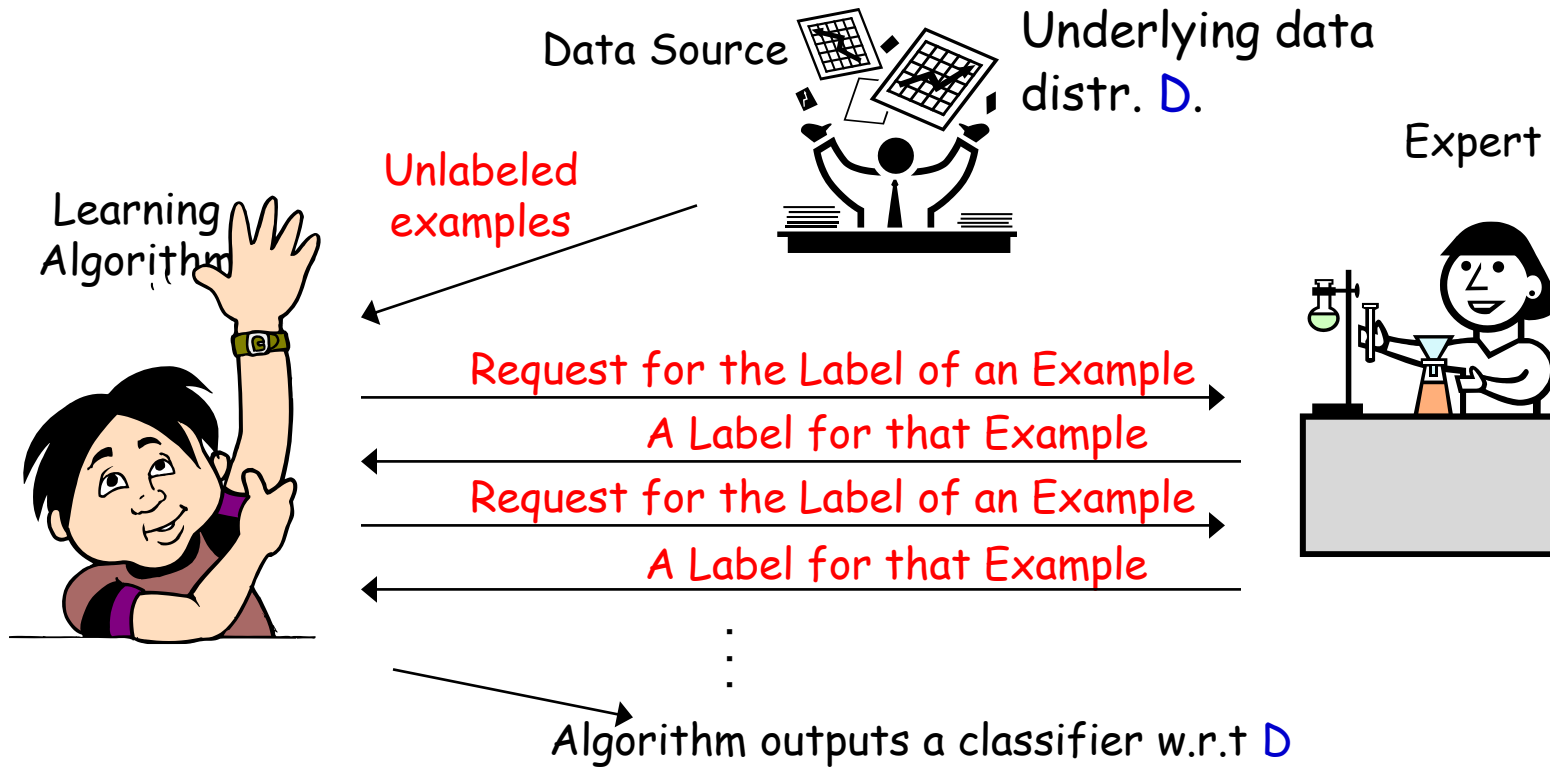 Data Source
Underlying data
distr. D.
Expert
Unlabeled
examples
Learning
Algorithm
Request for the Label of an Example
A Label for that Example
Request for the Label of an Example
A Label for that Example
.
.
.
Algorithm outputs a classifier w.r.t D